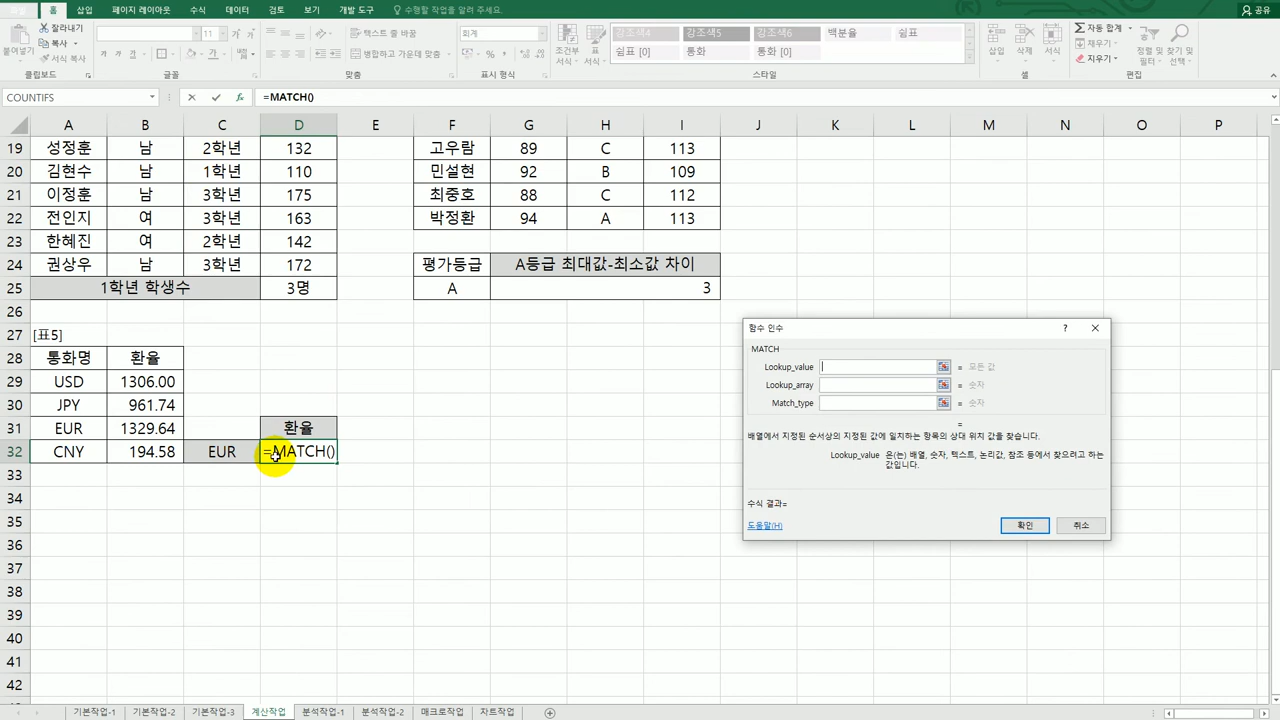 홈 삽입 페이지 레이아웃 수식 데이터 검토 보기 개발 도구 수행할 작업을 알려 주세요. 공유
붙여넣기 잘라내기 복사 서식 복사
클립보드
가 가 가
11
글꼴
텍스트 줄 바꿈
병합하고 가운데 맞춤
맞춤
회계
%
표시 형식
조건부 서식 표 서식
강조색4 강조색5 강조색6 백분율 쉼표
쉼표 [0] 통화 통화 [0]
스타일
삽입 삭제 서식
셀
자동 합계
채우기
지우기
정렬 및 필터 찾기 및 선택
편집
COUNTIFS fx =MATCH()
A B C D E F G H I J K L M N O P
19 성정훈 남 2학년 132 고우람 89 C 113
20 김현수 남 1학년 110 민설현 92 B 109
21 이정훈 남 3학년 175 최중호 88 C 112
22 전인지 여 3학년 163 박정환 94 A 113
23 한혜진 여 2학년 142
24 권상우 남 3학년 172 평가등급 A등급 최대값-최소값 차이
25 1학년 학생수 3명 A 3
26
27 [표5]
28 통화명 환율
29 USD 1306.00
30 JPY 961.74
31 EUR 1329.64 환율
32 CNY 194.58 EUR =MATCH()
33
34
35
36
37
38
39
40
41
42
함수 인수 ?
MATCH
Lookup_value = 모든 값
Lookup_array = 숫자
Match_type = 숫자
=
배열에서 지정된 순서상의 지정된 값에 일치하는 항목의 상대 위치 값을 찾습니다.
Lookup_value 은(는) 배열, 숫자, 텍스트, 논리값, 참조 등에서 찾으려고 하는
값입니다.
수식 결과=
도움말(H) 확인 취소
기본작업-1 기본작업-2 기본작업-3 계산작업 분석작업-1 분석작업-2 매크로작업 차트작업